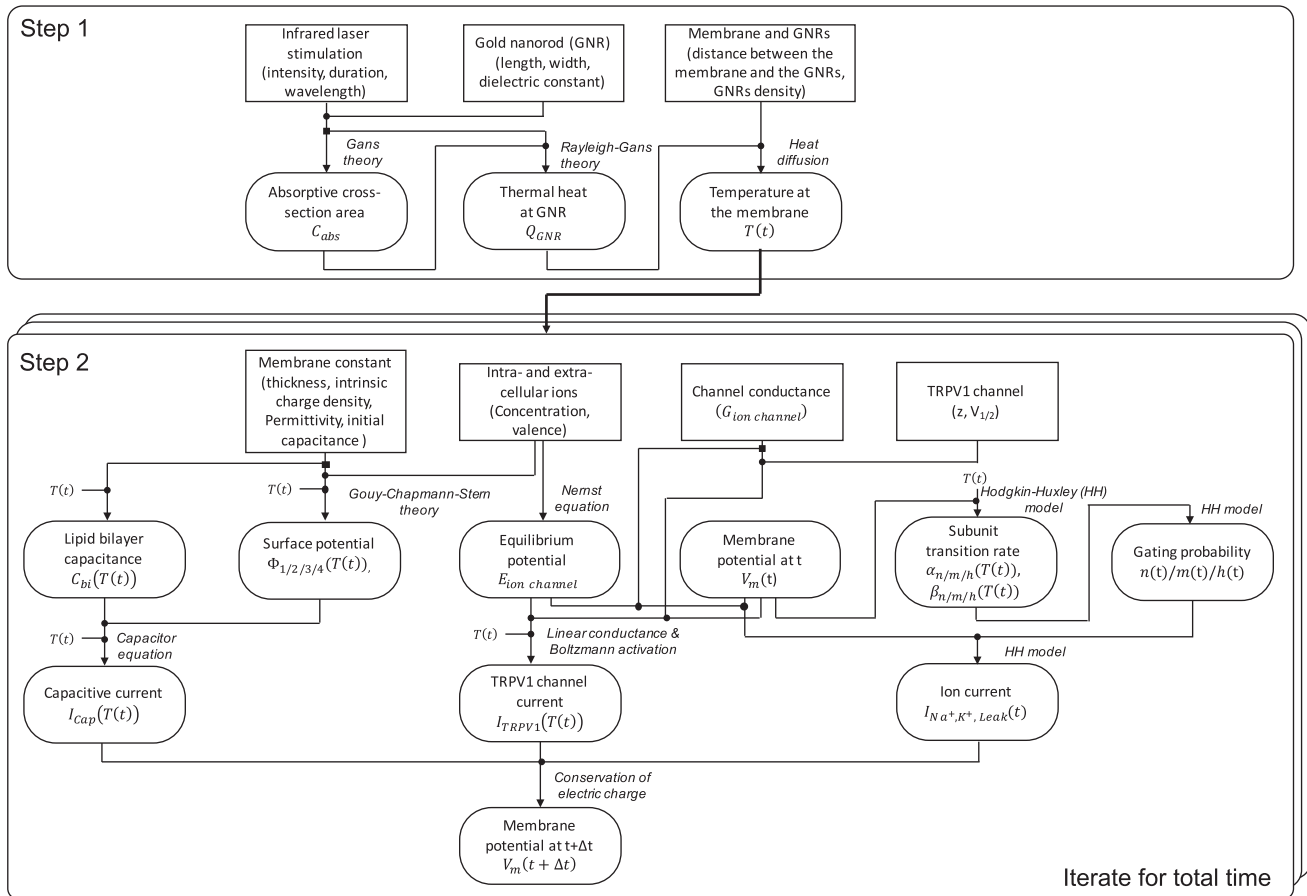 Step 1
Infrared laser
stimulation
(intensity, duration,
wavelength)
Gold nanorod (GNR)
(length, width,
dielectric constant)
Membrane and GNRs
(distance between the
membrane and the GNRs,
GNRs density)
Gans
theory
Rayleigh-Gans
theory
Heat
diffusion
Absorptive cross-
section area
C_abs
Thermal heat
at GNR
Q_GNR
Temperature at
the membrane
T(t)
Step 2
Membrane constant
(thickness, intrinsic
charge density,
Permittivity, initial
capacitance )
Intra- and extra-
cellular ions
(Concentration,
valence)
Channel conductance
(G_ion channel)
TRPV1 channel
(z, V_1/2)
T(t)
T(t)
Gouy-Chapmann-Stern
theory
Nernst
equation
T(t)
Hodgkin-Huxley (HH)
model
HH model
Lipid bilayer
capacitance
C_bi(T(t))
Surface potential
Φ_1/2/3/4(T(t)),
Equilibrium
potential
E_ion channel
Membrane
potential at t
V_m(t)
Subunit
transition rate
α_n/m/h(T(t)),
β_n/m/h(T(t))
Gating probability
n(t)/m(t)/h(t)
T(t)
Capacitor
equation
T(t)
Linear conductance &
Boltzmann activation
HH model
Capacitive current
I_Cap(T(t))
TRPV1 channel
current
I_TRPV1(T(t))
Ion current
I_Na⁺,K⁺, Leak(t)
Conservation of
electric charge
Membrane
potential at t+Δt
V_m(t + Δt)
Iterate for total time